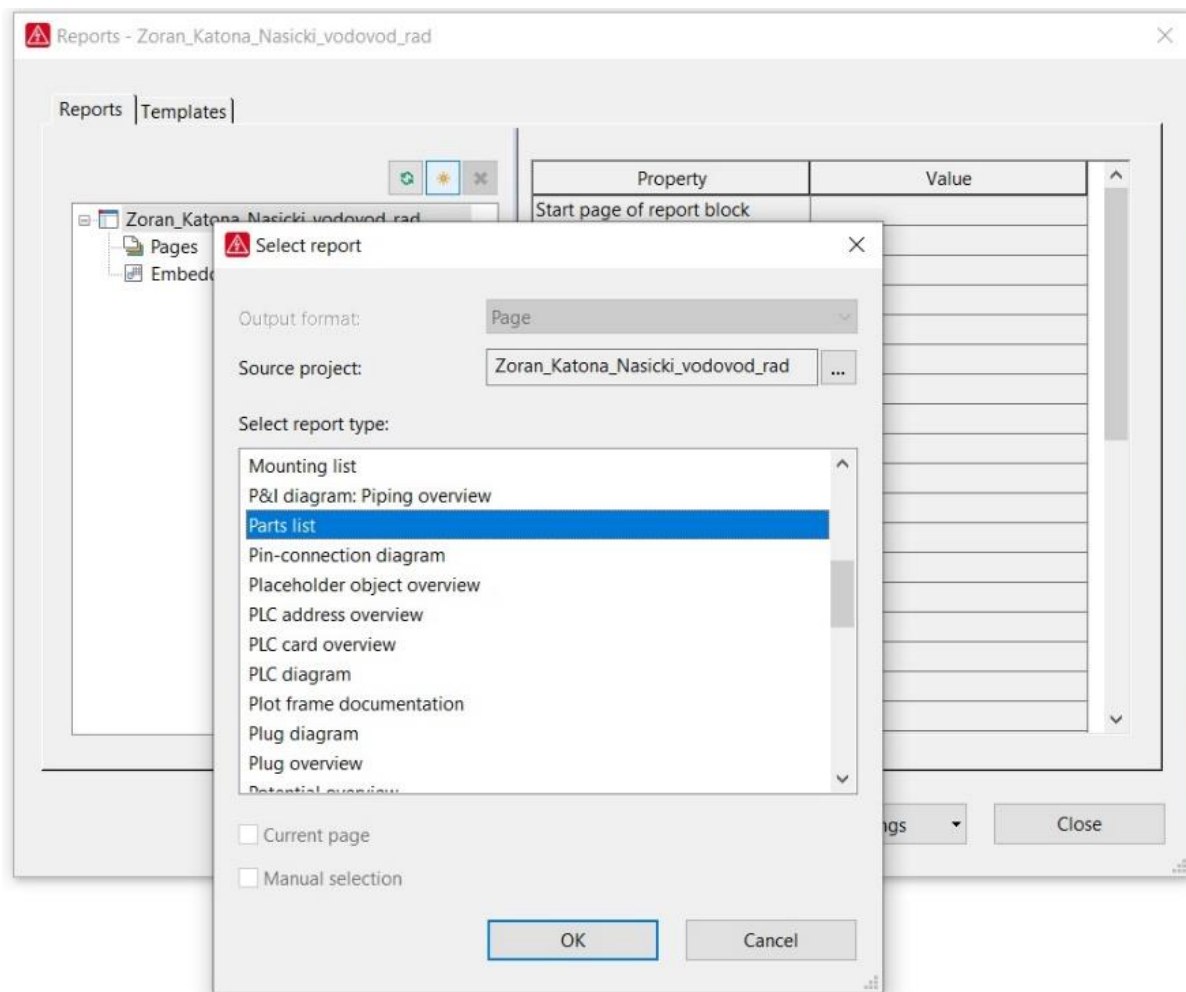 Reports - Zoran_Katona_Nasicki_vodovod_rad
Reports
Templates
Property
Value
Zoran_Katona_Nasicki_vodovod_rad
Start page of report block
Pages
Select report
Output format:
Page
Source project:
Zoran_Katona_Nasicki_vodovod_rad
...
Select report type:
Mounting list
P&I diagram: Piping overview
Parts list
Pin-connection diagram
Placeholder object overview
PLC address overview
PLC card overview
PLC diagram
Plot frame documentation
Plug diagram
Plug overview
Potential overview
Current page
Manual selection
Close
OK
Cancel